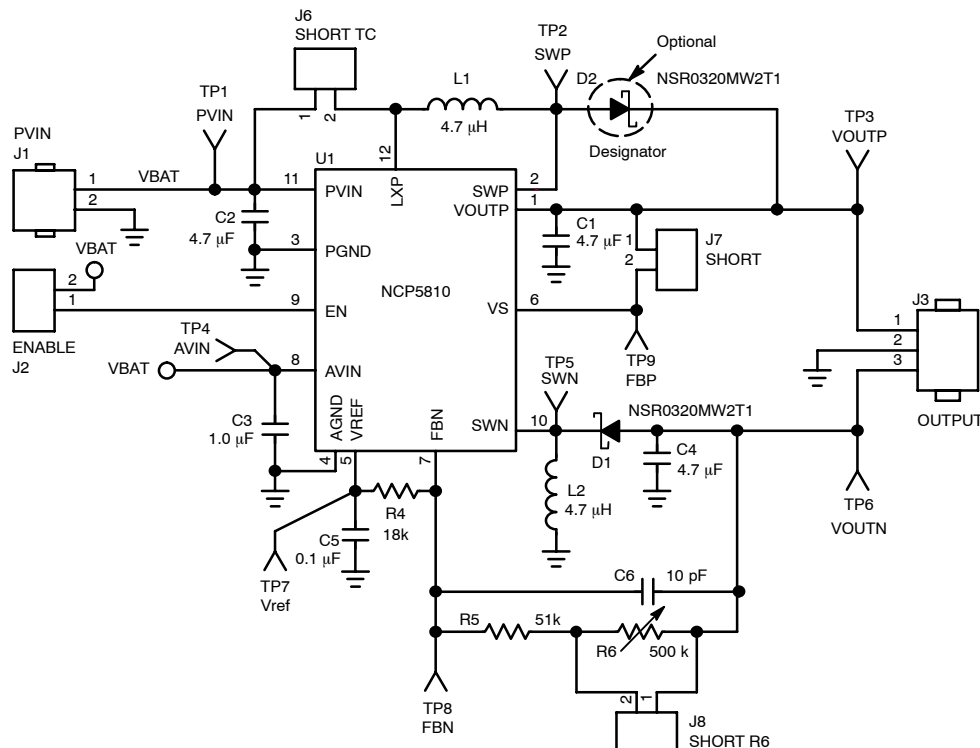 J6
SHORT TC
TP2
SWP
Optional
TP1
PVIN
L1
D2
NSR0320MW2T1
PVIN
J1
1
2
4.7 μH
Designator
TP3
VOUTP
1
VBAT
2
11
U1
12
PVIN
LXP
SWP
2
VOUTP
1
C2
4.7 μF
3
PGND
C1
4.7 μF
1
2
J7
SHORT
VBAT
2
1
NCP5810
9
EN
VS
6
J3
1
2
3
ENABLE
J2
TP4
AVIN
VBAT
8
AVIN
TP9
FBP
TP5
SWN
OUTPUT
C3
1.0 μF
AGND
VREF
FBN
SWN
10
NSR0320MW2T1
D1
C4
4.7 μF
4
5
7
R4
18k
L2
4.7 μH
TP6
VOUTN
C5
0.1 μF
TP7
Vref
C6
10 pF
R5
51k
R6
500 k
TP8
FBN
2
1
J8
SHORT R6